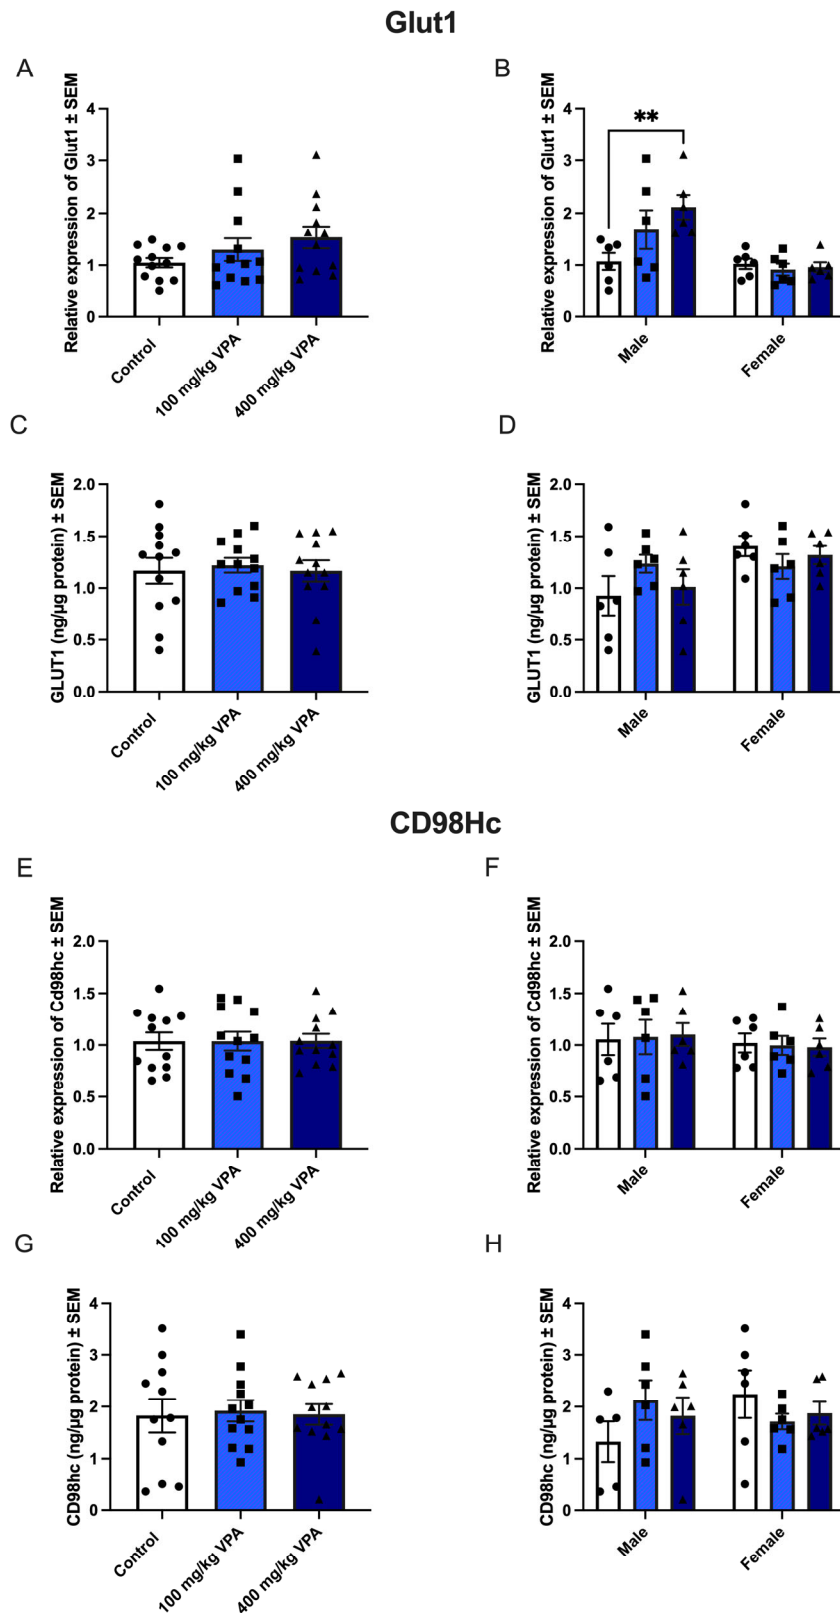 Glut1
A
Relative expression of Glut1 ± SEM
4
3
2
1
0
Control
100 mg/kg VPA
400 mg/kg VPA
B
Relative expression of Glut1 ± SEM
4
3
2
1
0
**
Male
Female
C
GLUT1 (ng/µg protein) ± SEM
2.0
1.5
1.0
0.5
0.0
Control
100 mg/kg VPA
400 mg/kg VPA
D
GLUT1 (ng/µg protein) ± SEM
2.0
1.5
1.0
0.5
0.0
Male
Female
CD98Hc
E
Relative expression of Cd98hc ± SEM
2.0
1.5
1.0
0.5
0.0
Control
100 mg/kg VPA
400 mg/kg VPA
F
Relative expression of Cd98hc ± SEM
2.0
1.5
1.0
0.5
0.0
Male
Female
G
CD98hc (ng/µg protein) ± SEM
4
3
2
1
0
Control
100 mg/kg VPA
400 mg/kg VPA
H
CD98hc (ng/µg protein) ± SEM
4
3
2
1
0
Male
Female